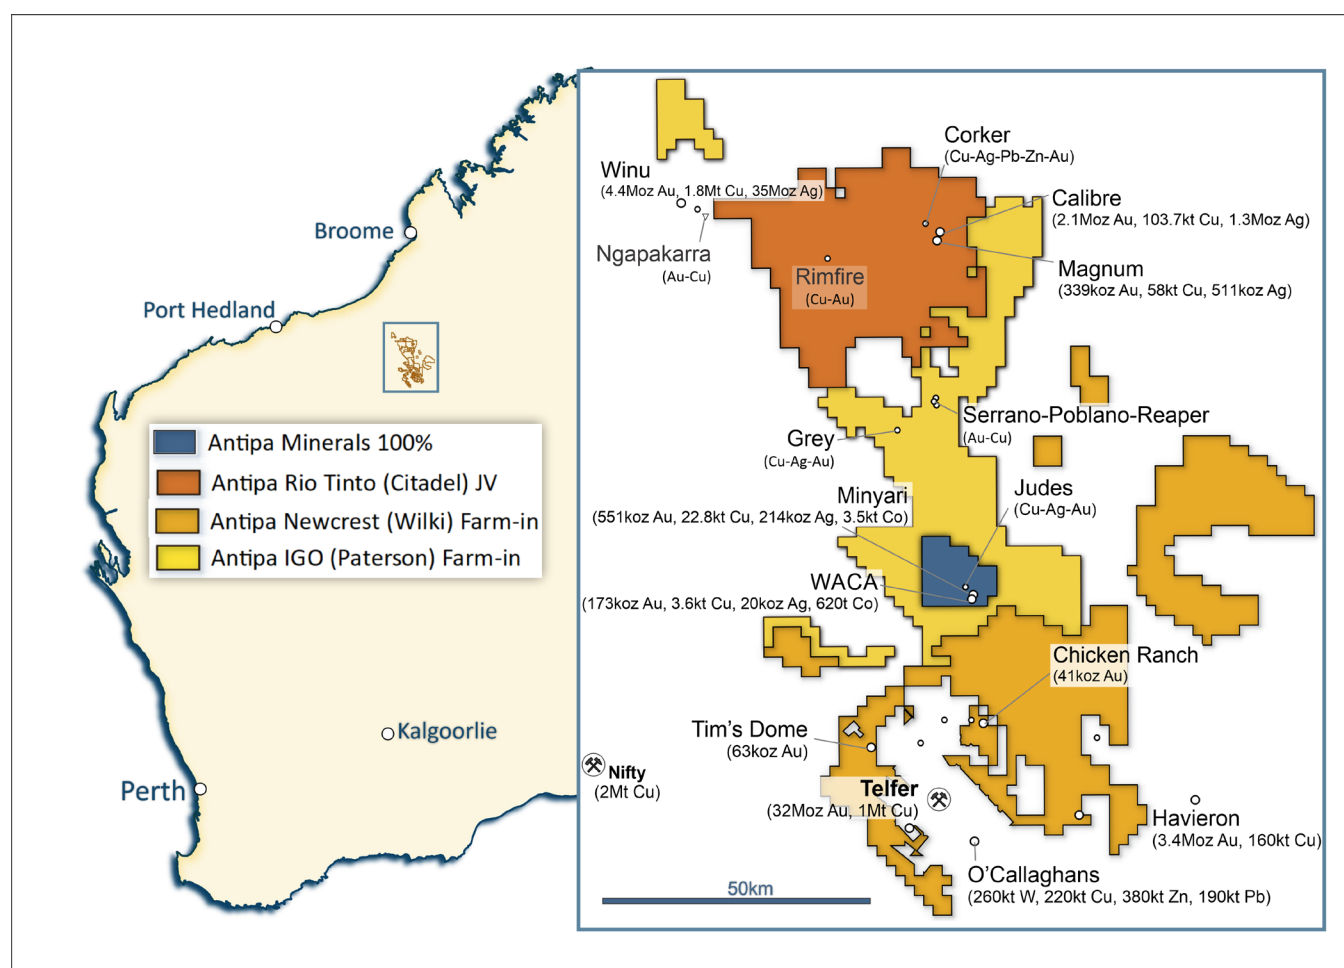 Broome
Port Hedland
Antipa Minerals 100%
Antipa Rio Tinto (Citadel) JV
Antipa Newcrest (Wilki) Farm-in
Antipa IGO (Paterson) Farm-in
Kalgoorlie
Perth
Corker
(Cu-Ag-Pb-Zn-Au)
Winu
(4.4Moz Au, 1.8Mt Cu, 35Moz Ag)
Calibre
(2.1Moz Au, 103.7kt Cu, 1.3Moz Ag)
Ngapakarra
(Au-Cu)
Rimfire
(Cu-Au)
Magnum
(339koz Au, 58kt Cu, 511koz Ag)
Serrano-Poblano-Reaper
(Au-Cu)
Grey
(Cu-Ag-Au)
Minyari
(551koz Au, 22.8kt Cu, 214koz Ag, 3.5kt Co)
Judes
(Cu-Ag-Au)
WACA
(173koz Au, 3.6kt Cu, 20koz Ag, 620t Co)
Chicken Ranch
(41koz Au)
Tim's Dome
(63koz Au)
Nifty
(2Mt Cu)
Telfer
(32Moz Au, 1Mt Cu)
Havieron
(3.4Moz Au, 160kt Cu)
O'Callaghans
(260kt W, 220kt Cu, 380kt Zn, 190kt Pb)
50km